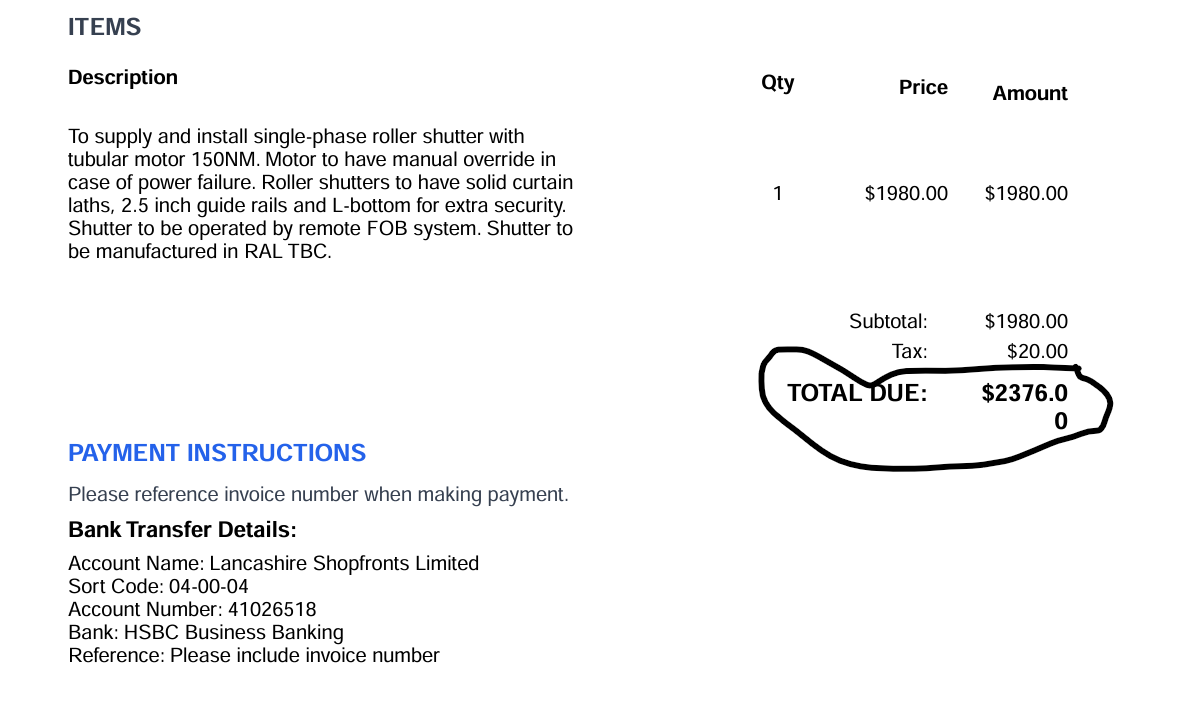 ITEMS
Description Qty Price Amount
To supply and install single-phase roller shutter with
tubular motor 150NM. Motor to have manual override in
case of power failure. Roller shutters to have solid curtain
laths, 2.5 inch guide rails and L-bottom for extra security.
Shutter to be operated by remote FOB system. Shutter to
be manufactured in RAL TBC.
1 $1980.00 $1980.00
Subtotal: $1980.00
Tax: $20.00
TOTAL DUE: $2376.0
0
PAYMENT INSTRUCTIONS
Please reference invoice number when making payment.
Bank Transfer Details:
Account Name: Lancashire Shopfronts Limited
Sort Code: 04-00-04
Account Number: 41026518
Bank: HSBC Business Banking
Reference: Please include invoice number